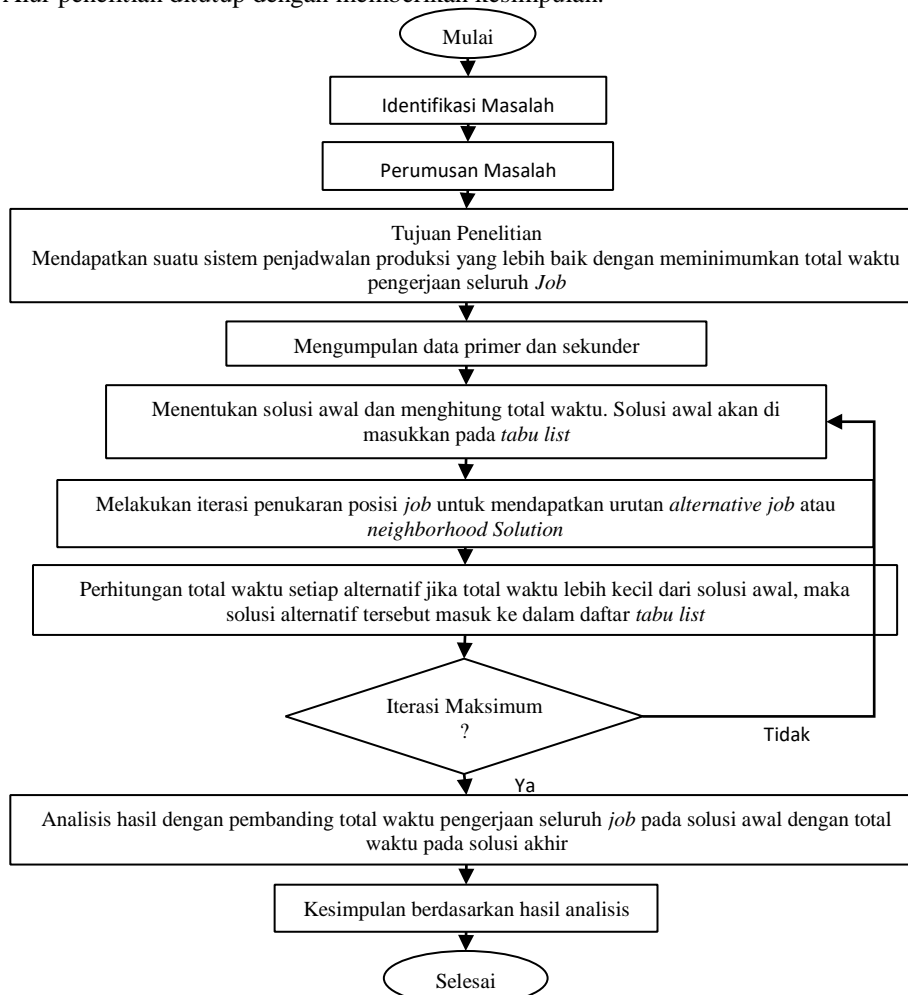 Alur penelitian ditutup dengan memberikan kesimpulan.
Mulai
Identifikasi Masalah
Perumusan Masalah
Tujuan Penelitian
Mendapatkan suatu sistem penjadwalan produksi yang lebih baik dengan meminimumkan total waktu
pengerjaan seluruh Job
Mengumpulan data primer dan sekunder
Menentukan solusi awal dan menghitung total waktu. Solusi awal akan di
masukkan pada tabu list
Melakukan iterasi penukaran posisi job untuk mendapatkan urutan alternative job atau
neighborhood Solution
Perhitungan total waktu setiap alternatif jika total waktu lebih kecil dari solusi awal, maka
solusi alternatif tersebut masuk ke dalam daftar tabu list
Iterasi Maksimum
?
Tidak
Ya
Analisis hasil dengan pembanding total waktu pengerjaan seluruh job pada solusi awal dengan total
waktu pada solusi akhir
Kesimpulan berdasarkan hasil analisis
Selesai